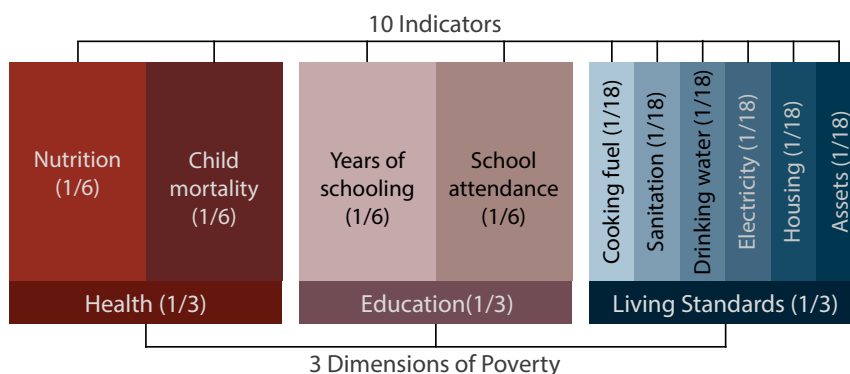 10 Indicators
Nutrition
(1/6)
Child
mortality
(1/6)
Years of
schooling
(1/6)
School
attendance
(1/6)
Cooking fuel (1/18)
Sanitation (1/18)
Drinking water (1/18)
Electricity (1/18)
Housing (1/18)
Assets (1/18)
Health (1/3)
Education(1/3)
Living Standards (1/3)
3 Dimensions of Poverty